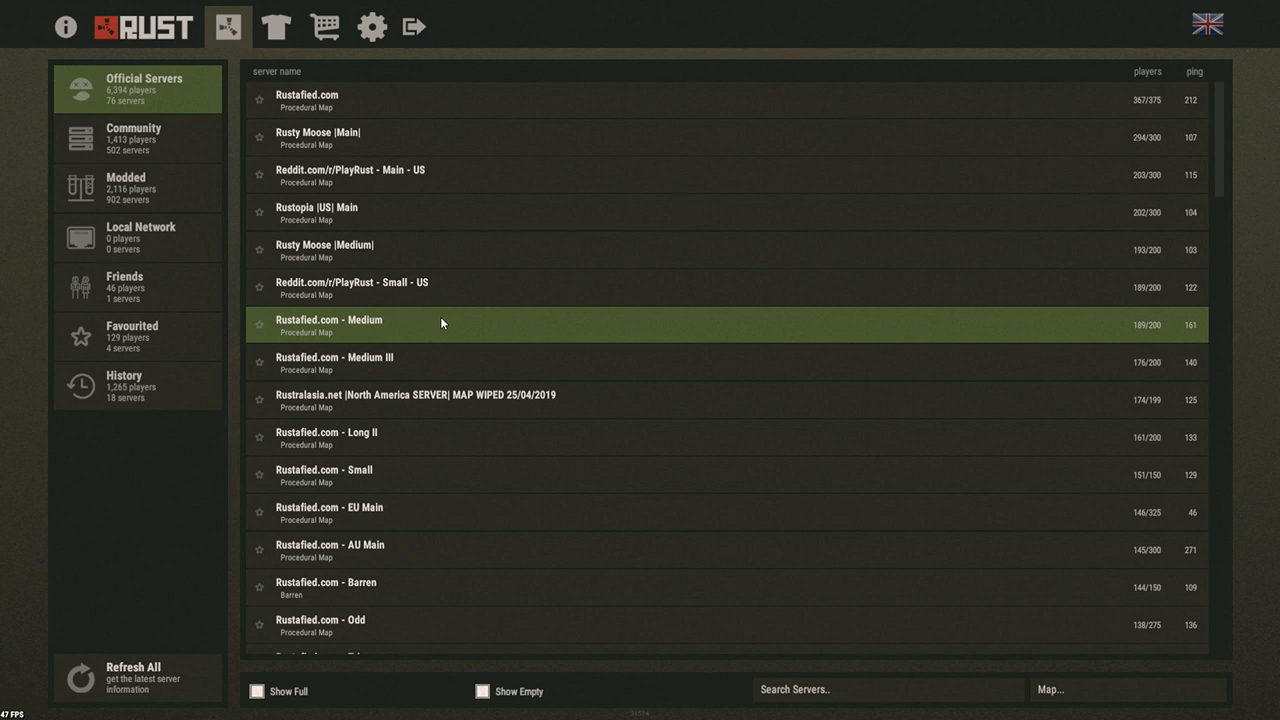 RUST
Official Servers
6,394 players
76 servers
Community
1,413 players
502 servers
Modded
2,116 players
902 servers
Local Network
0 players
0 servers
Friends
46 players
1 servers
Favourited
129 players
4 servers
History
1,265 players
18 servers
Refresh All
get the latest server
information
server name players ping
Rustafied.com
Procedural Map
367/375 212
Rusty Moose |Main|
Procedural Map
294/300 107
Reddit.com/r/PlayRust - Main - US
Procedural Map
203/300 115
Rustopia |US| Main
Procedural Map
202/300 104
Rusty Moose |Medium|
Procedural Map
193/200 103
Reddit.com/r/PlayRust - Small - US
Procedural Map
189/200 122
Rustafied.com - Medium
Procedural Map
189/200 161
Rustafied.com - Medium III
Procedural Map
176/200 140
Rustralasia.net |North America SERVER| MAP WIPED 25/04/2019
Procedural Map
174/199 125
Rustafied.com - Long II
Procedural Map
161/200 133
Rustafied.com - Small
Procedural Map
151/150 129
Rustafied.com - EU Main
Procedural Map
146/325 46
Rustafied.com - AU Main
Procedural Map
145/300 271
Rustafied.com - Barren
Barren
144/150 109
Rustafied.com - Odd
Procedural Map
138/275 136
Show Full
Show Empty
Search Servers..
Map...
47 FPS